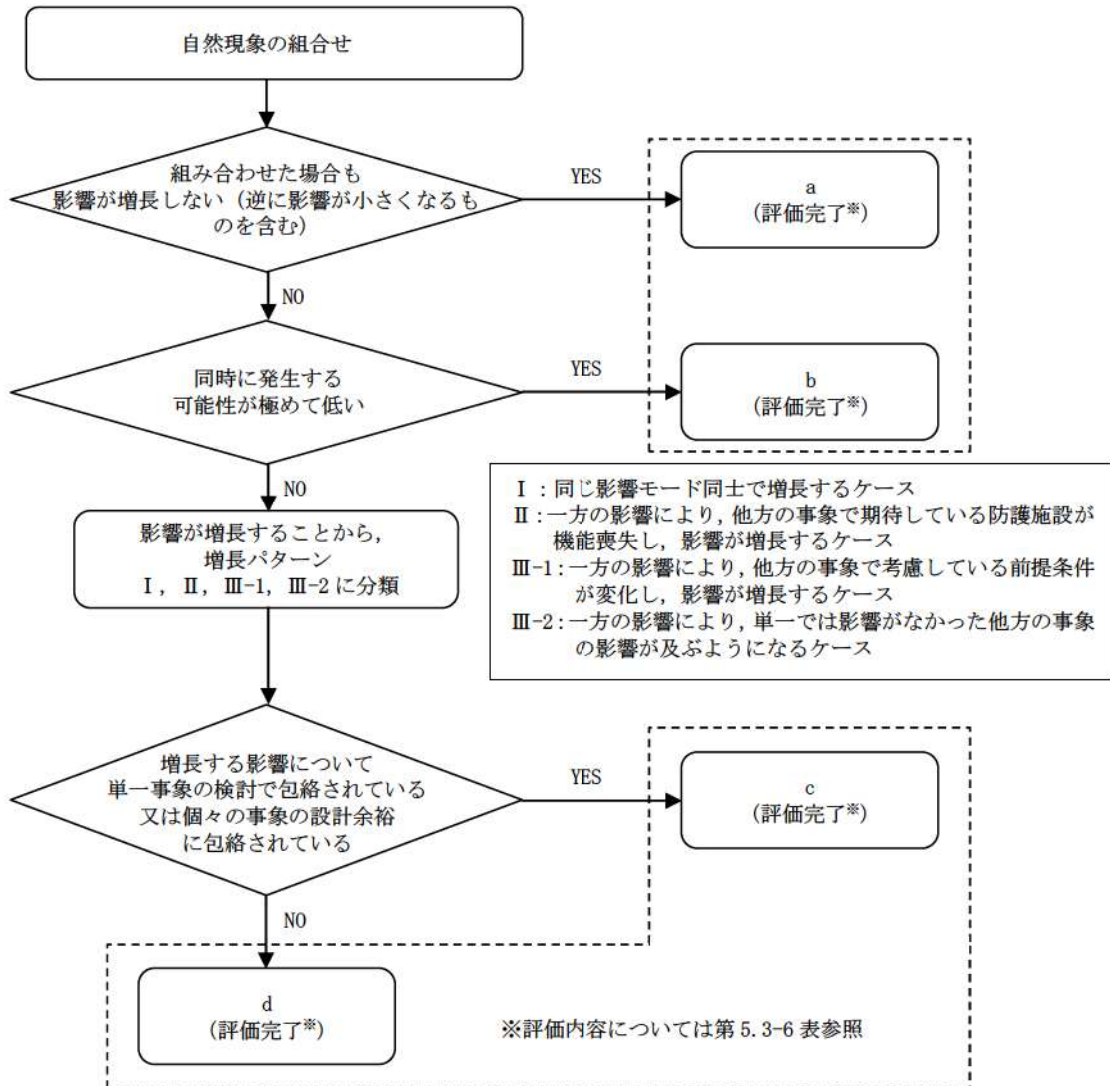 自然現象の組合せ
組み合わせた場合も
影響が増長しない（逆に影響が小さくなるも
のを含む）
YES
a
(評価完了※)
NO
同時に発生する
可能性が極めて低い
YES
b
(評価完了※)
NO
影響が増長することから，
増長パターン
Ⅰ，Ⅱ，Ⅲ-1，Ⅲ-2 に分類
Ⅰ：同じ影響モード同士で増長するケース
Ⅱ：一方の影響により，他方の事象で期待している防護施設が
機能喪失し，影響が増長するケース
Ⅲ-1：一方の影響により，他方の事象で考慮している前提条件
が変化し，影響が増長するケース
Ⅲ-2：一方の影響により，単一では影響がなかった他方の事象
の影響が及ぶようになるケース
増長する影響について
単一事象の検討で包絡されている
又は個々の事象の設計余裕
に包絡されている
YES
c
(評価完了※)
NO
d
(評価完了※)
※評価内容については第 5.3-6 表参照